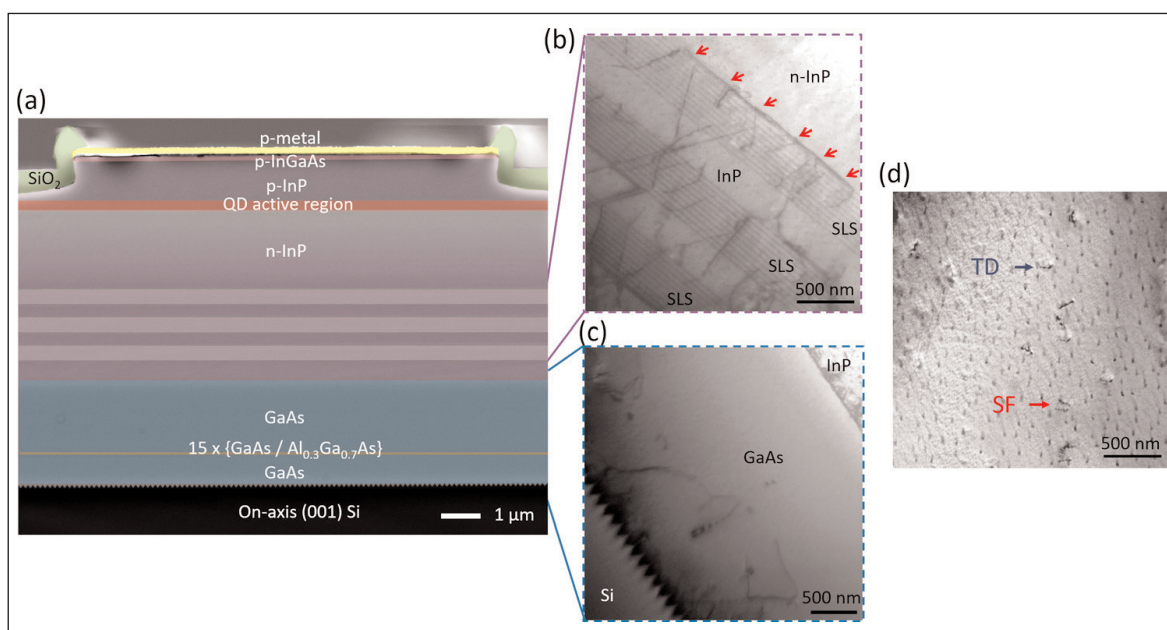 (a)
p-metal
p-InGaAs
SiO₂
p-InP
QD active region
n-InP
GaAs
15 x {GaAs / Al₀.₃Ga₀.₇As}
GaAs
On-axis (001) Si
1 μm
(b)
n-InP
InP
SLS
SLS
SLS
500 nm
(c)
InP
GaAs
Si
500 nm
(d)
TD
SF
500 nm